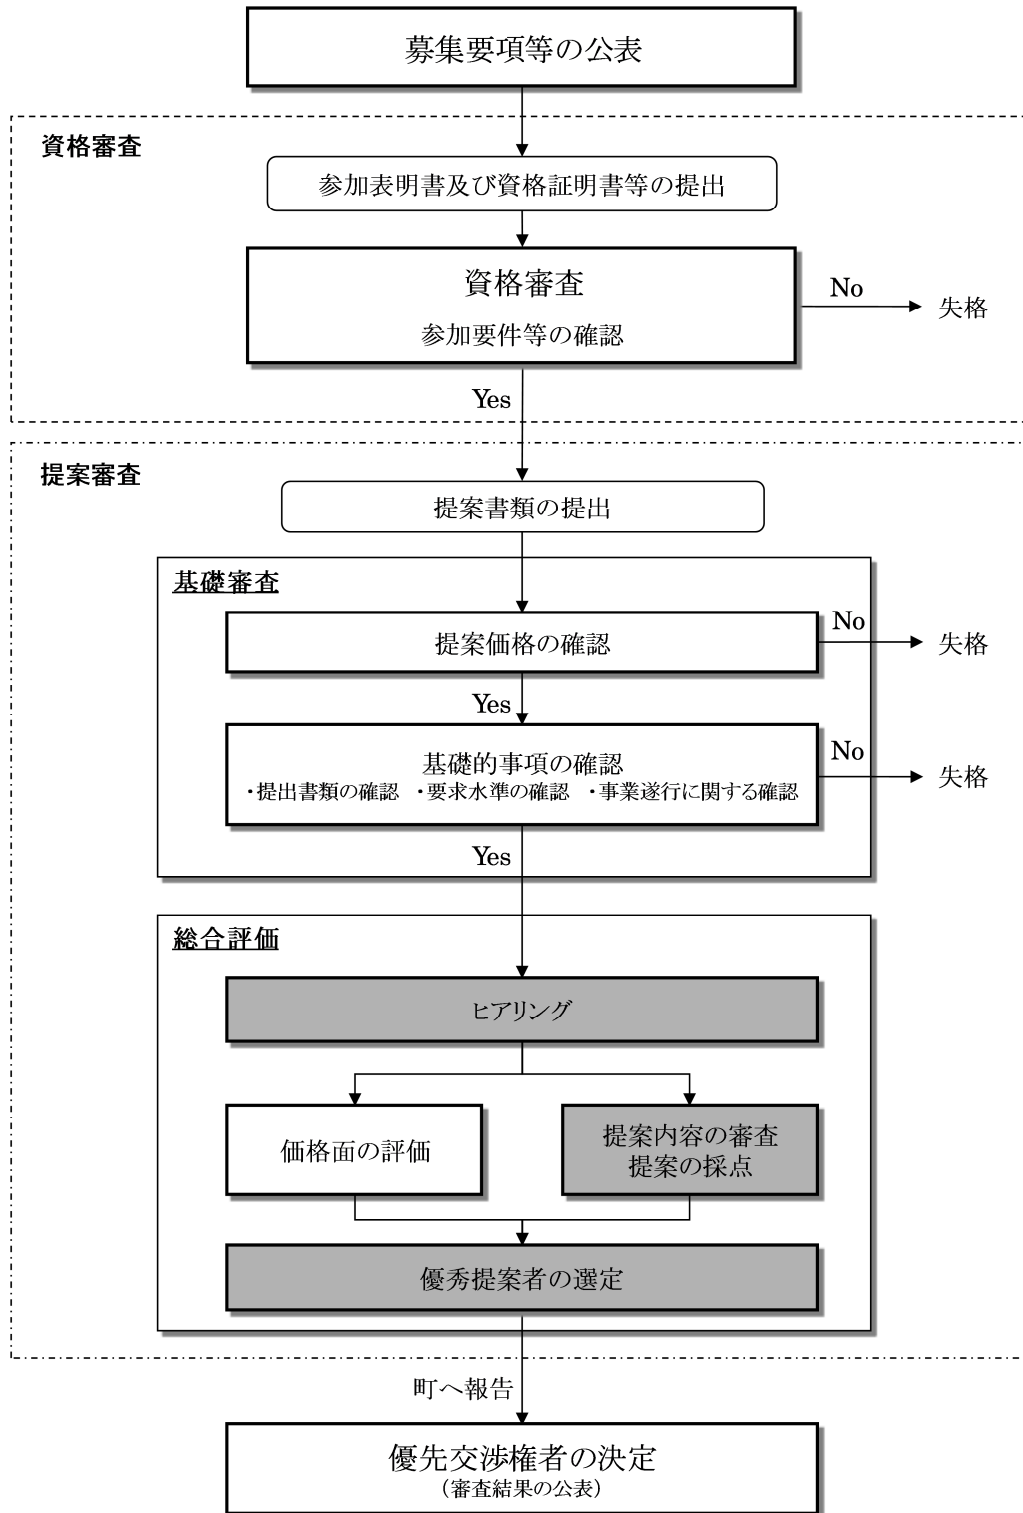 募集要項等の公表
資格審査
参加表明書及び資格証明書等の提出
資格審査
参加要件等の確認
No
失格
Yes
提案審査
提案書類の提出
基礎審査
提案価格の確認
No
失格
Yes
基礎的事項の確認
・提出書類の確認 ・要求水準の確認 ・事業遂行に関する確認
No
失格
Yes
総合評価
ヒアリング
価格面の評価
提案内容の審査
提案の採点
優秀提案者の選定
町へ報告
優先交渉権者の決定
（審査結果の公表）